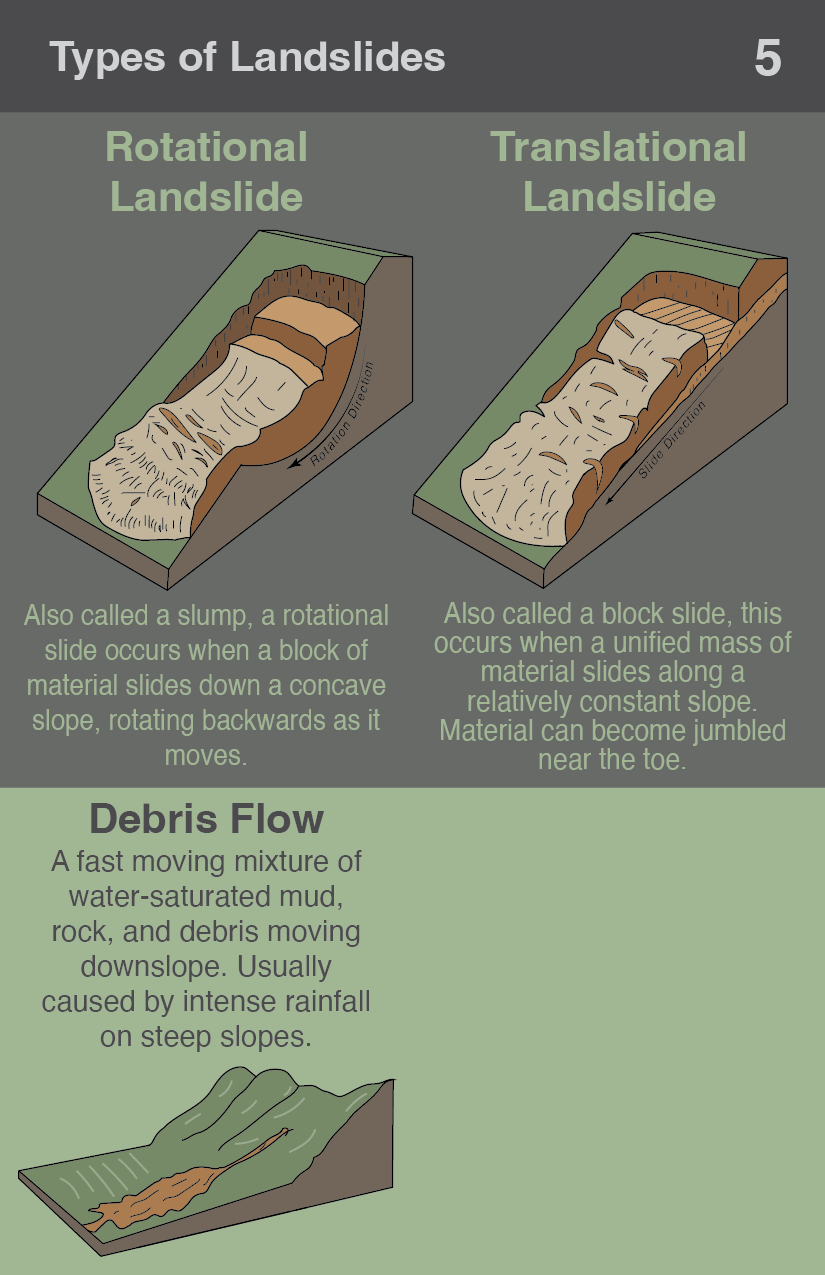 Types of Landslides
5
Rotational
Landslide
Rotation Direction
Also called a slump, a rotational
slide occurs when a block of
material slides down a concave
slope, rotating backwards as it
moves.
Translational
Landslide
Slide Direction
Also called a block slide, this
occurs when a unified mass of
material slides along a
relatively constant slope.
Material can become jumbled
near the toe.
Debris Flow
A fast moving mixture of
water-saturated mud,
rock, and debris moving
downslope. Usually
caused by intense rainfall
on steep slopes.